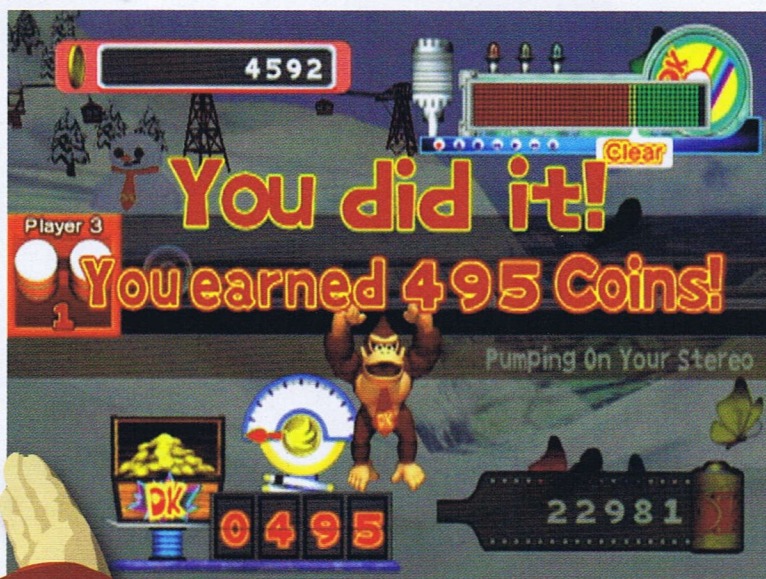 4592
Clear
You did it!
Player 3
You earned 495 Coins!
1
Pumping On Your Stereo
DK
DK
0495
22981